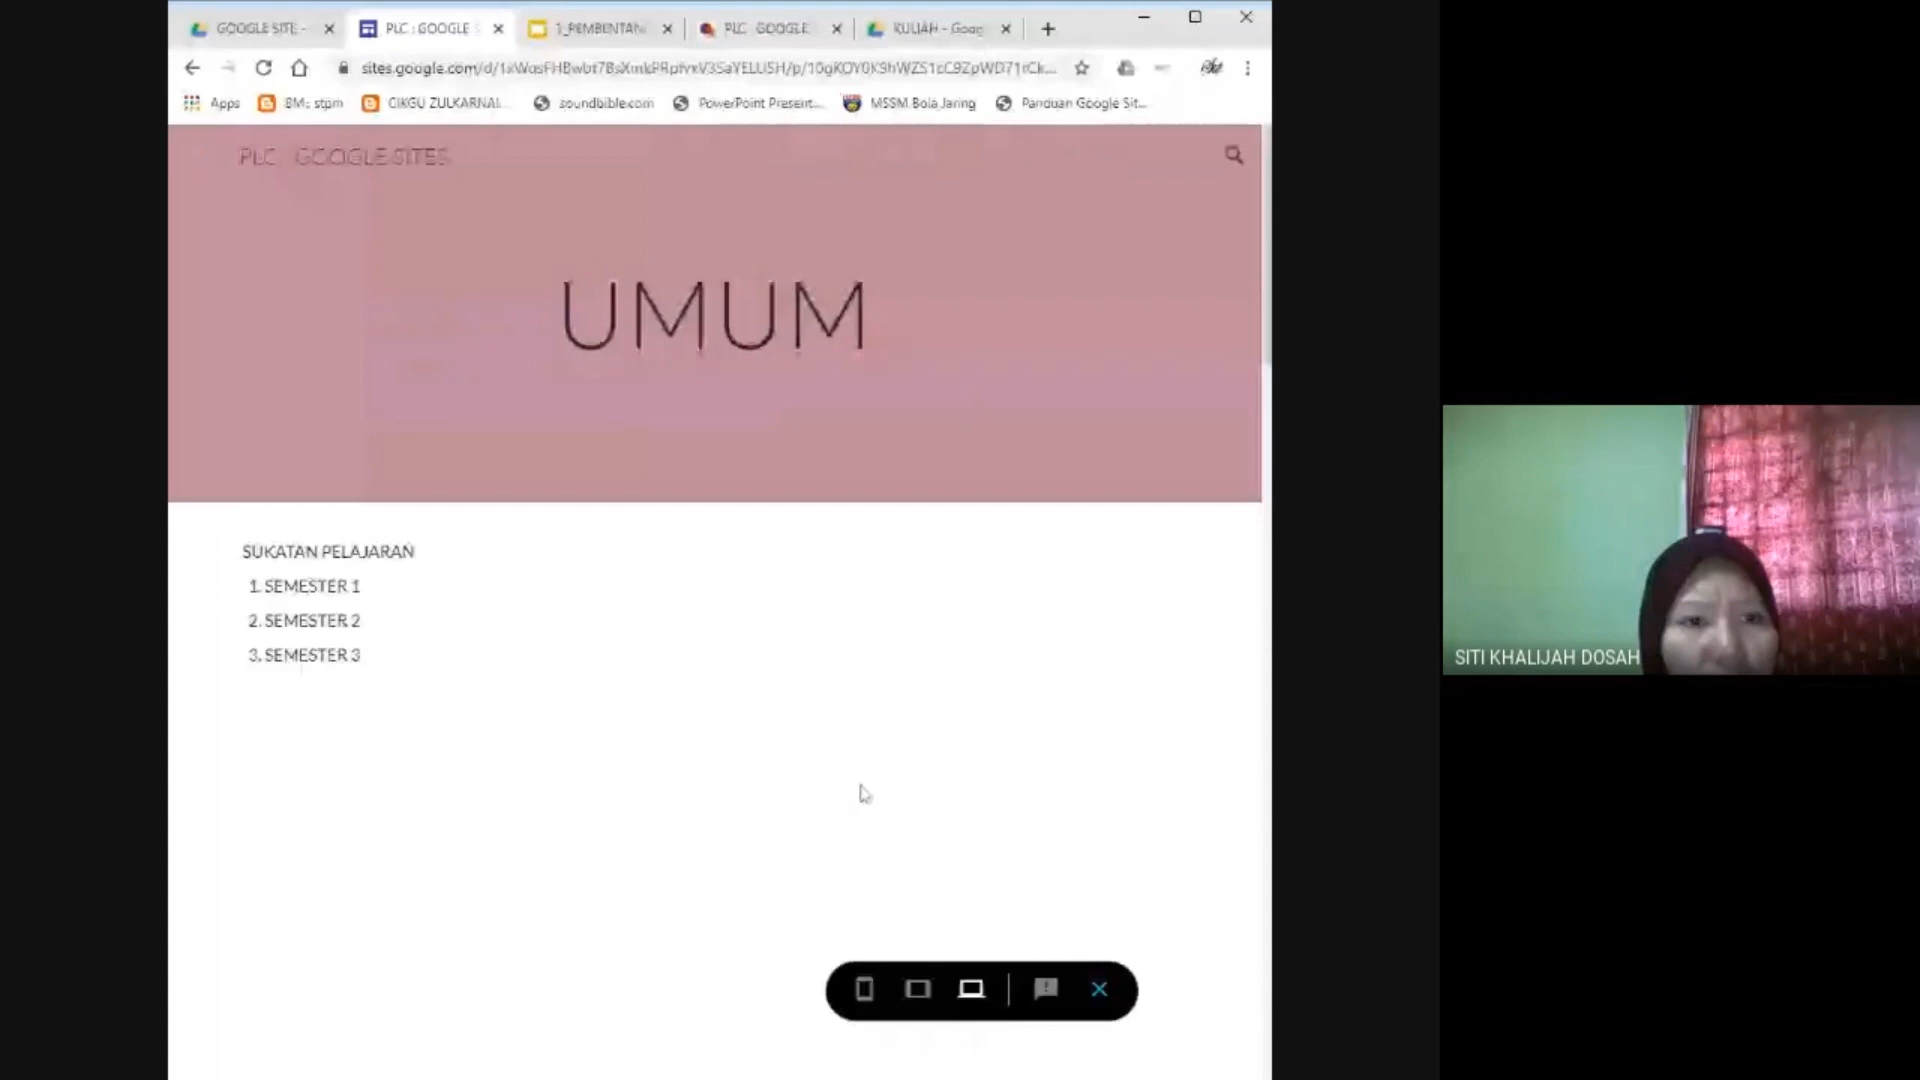 GOOGLE SITE -
PLC : GOOGLE S
1_PEMBENTAN
PLC GOOGLE
KULIAH - Goog
Apps
BM; stpm
CIKGU ZULKARNAI...
soundbible.com
PowerPoint Present...
MSSM Bola Jaring
Panduan Google Sit...
PLC GOOGLE SITES
UMUM
SUKATAN PELAJARAN
1. SEMESTER 1
2. SEMESTER 2
3. SEMESTER 3
SITI KHALIJAH DOSAH